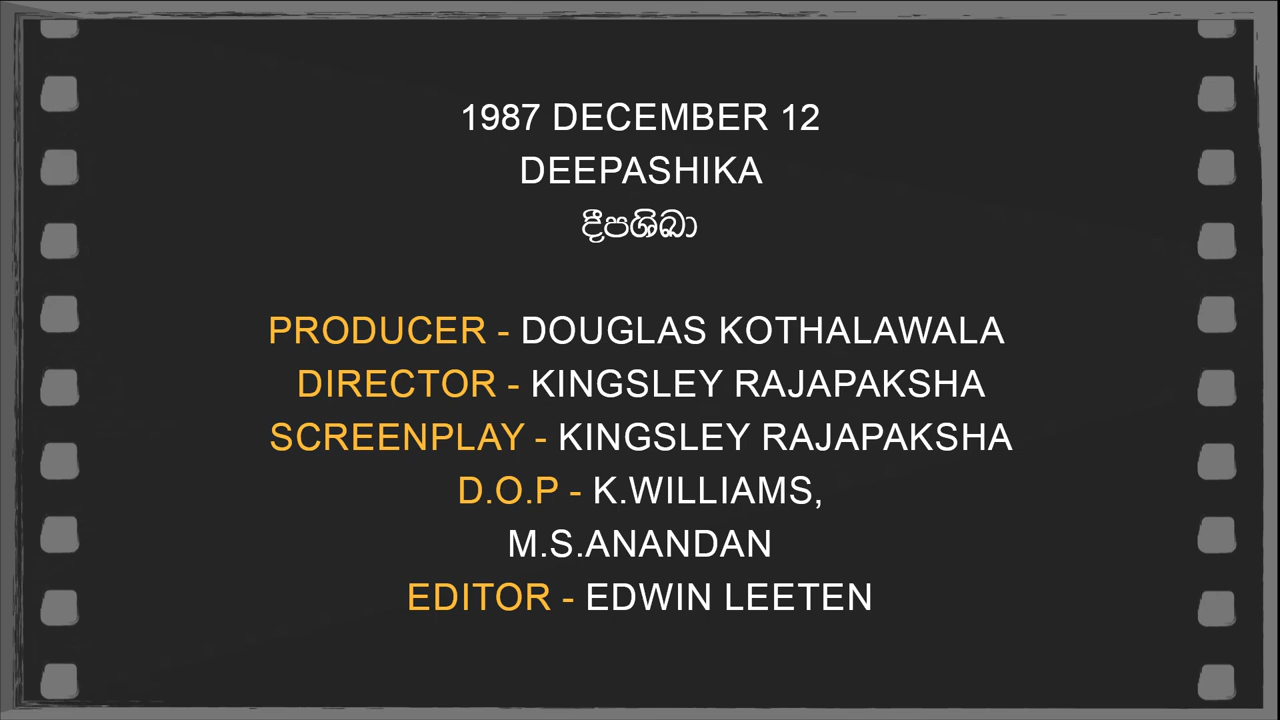 1987 DECEMBER 12
DEEPASHIKA
දීපශිඛා
PRODUCER - DOUGLAS KOTHALAWALA
DIRECTOR - KINGSLEY RAJAPAKSHA
SCREENPLAY - KINGSLEY RAJAPAKSHA
D.O.P - K.WILLIAMS,
M.S.ANANDAN
EDITOR - EDWIN LEETEN